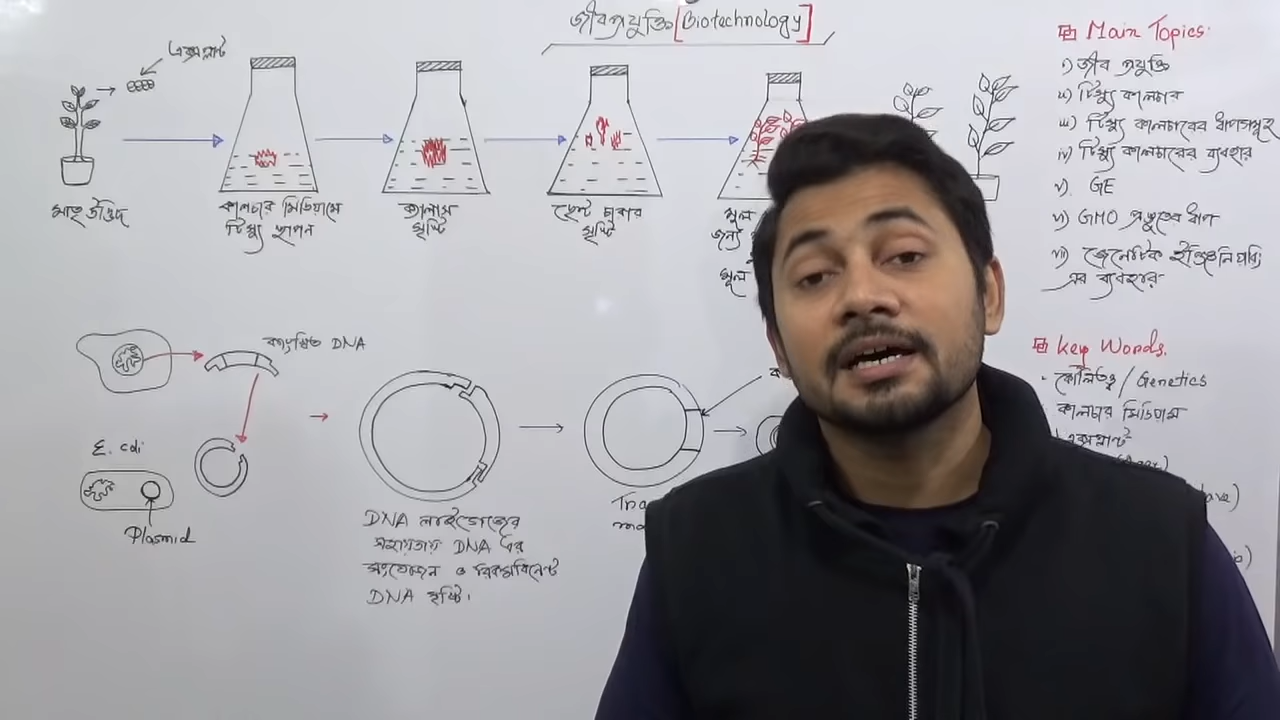 জীবপ্রযুক্তি [Biotechnology]
এক্সপ্লান্ট
মাতৃ উদ্ভিদ
কালচার মিডিয়ামে
টিস্যু স্থাপন
ক্যালাস
সৃষ্টি
সৃষ্টি
মূল
জন্য
মূল
কাঙ্ক্ষিত DNA
E. coli
Plasmid
DNA লাইগেজের
সহায়তায় DNA এর
সংযোজন ও রিকম্বিনেন্ট
DNA সৃষ্টি।
Main Topics:
i) জীব প্রযুক্তি
ii) টিস্যু কালচার
iii) টিস্যু কালচারের ধাপসমূহ
iv) টিস্যু কালচারের ব্যবহার
v). GE
vi) GMO প্রস্তুতের ধাপ
vii) জেনেটিক ইঞ্জিনিয়ারিং
এর ব্যবহার
Key Words.
· কৌলিতত্ত্ব / Genetics
· কালচার মিডিয়াম
এক্সপ্লান্ট